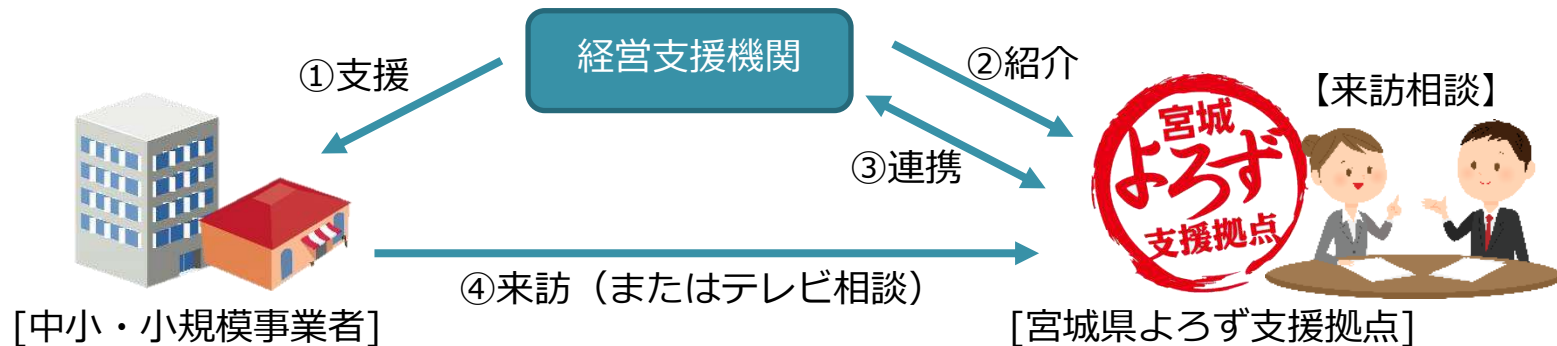 経営支援機関
①支援
②紹介
【来訪相談】
宮城
よろず
支援拠点
③連携
④来訪（またはテレビ相談）
[中小・小規模事業者]
[宮城県よろず支援拠点]